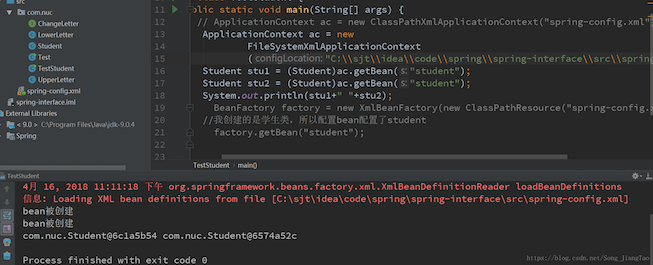 src
com.nuc
ChangeLetter
LowerLetter
Student
Test
TestStudent
UpperLetter
spring-config.xml
spring-interface.iml
External Libraries
< 9.0 > C:\Program Files\Java\jdk-9.0.4
Spring
11
12
13
14
15
16
17
18
19
20
21
22
23
public static void main(String[] args) {
// ApplicationContext ac = new ClassPathXmlApplicationContext("spring-config.xml"
ApplicationContext ac = new
FileSystemXmlApplicationContext
( configLocation: "C:\\sjt\\idea\\code\\spring\\spring-interface\\src\\spring
Student stu1 = (Student)ac.getBean( s: "student");
Student stu2 = (Student)ac.getBean( s: "student");
System.out.println(stu1+" "+stu2);
BeanFactory factory = new XmlBeanFactory(new ClassPathResource("spring-config.x
//我创建的是学生类，所以配置bean配置了student
factory.getBean("student");
TestStudent › main()
TestStudent
4月 16, 2018 11:11:18 下午 org.springframework.beans.factory.xml.XmlBeanDefinitionReader loadBeanDefinitions
信息: Loading XML bean definitions from file [C:\sjt\idea\code\spring\spring-interface\src\spring-config.xml]
bean被创建
bean被创建
com.nuc.Student@6c1a5b54 com.nuc.Student@6574a52c
Process finished with exit code 0
https://blog.csdn.net/Song_JiangTao